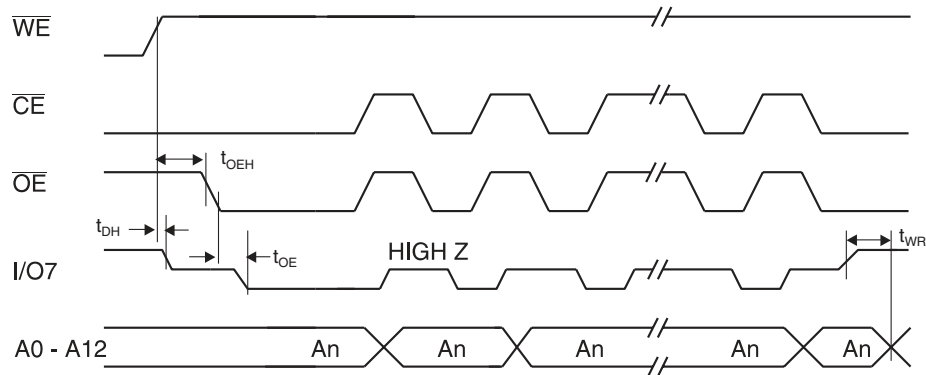 WE
CE
OE
tOEH
tDH
tOE
HIGH Z
tWR
I/O7
A0 - A12 An An An An An